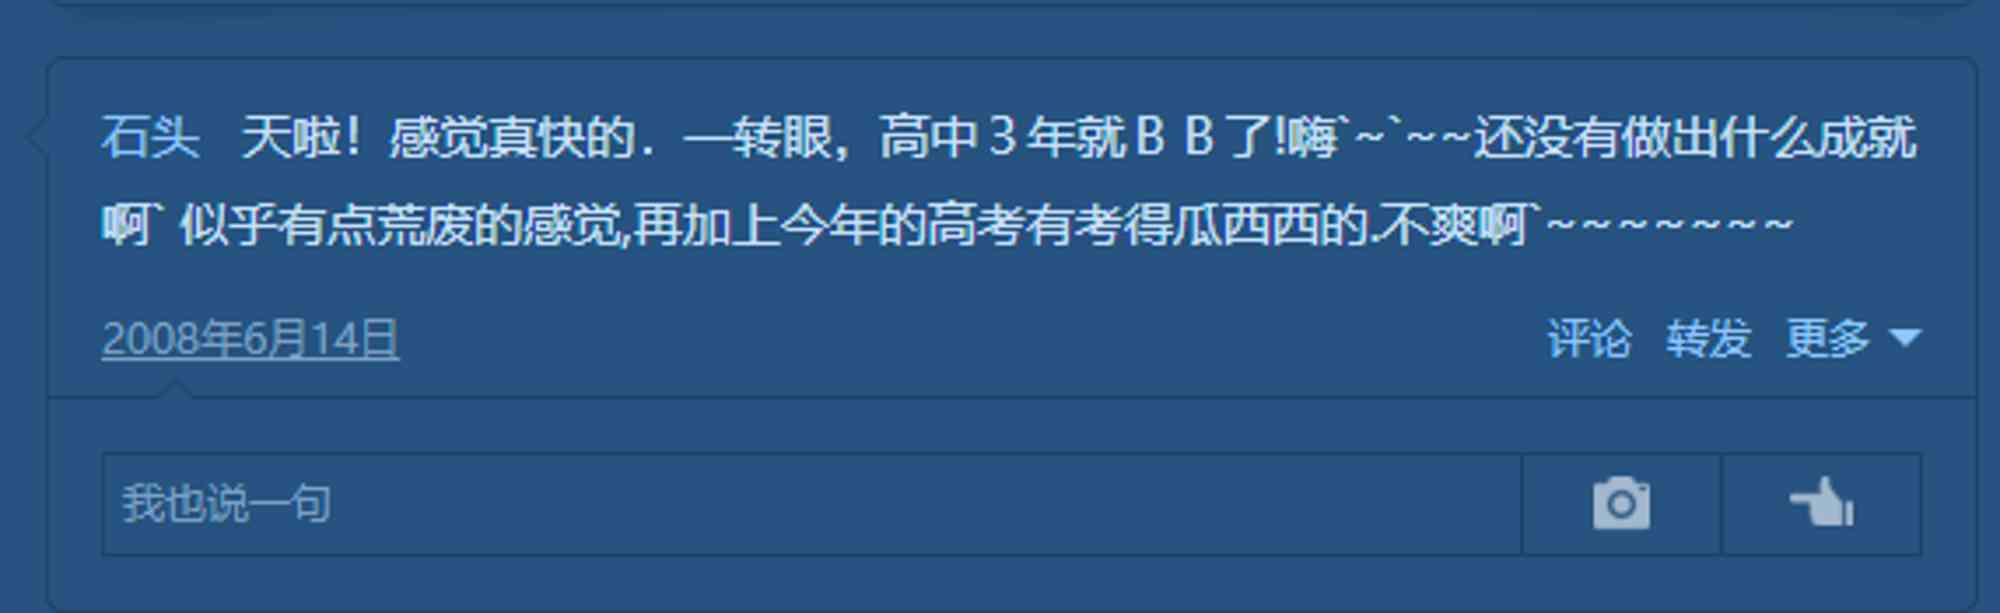 石头 天啦！感觉真快的．—转眼，高中３年就ＢＢ了!嗨`~`~~还没有做出什么成就
啊` 似乎有点荒废的感觉,再加上今年的高考有考得瓜西西的.不爽啊`~~~~~~~
2008年6月14日 评论 转发 更多
我也说一句